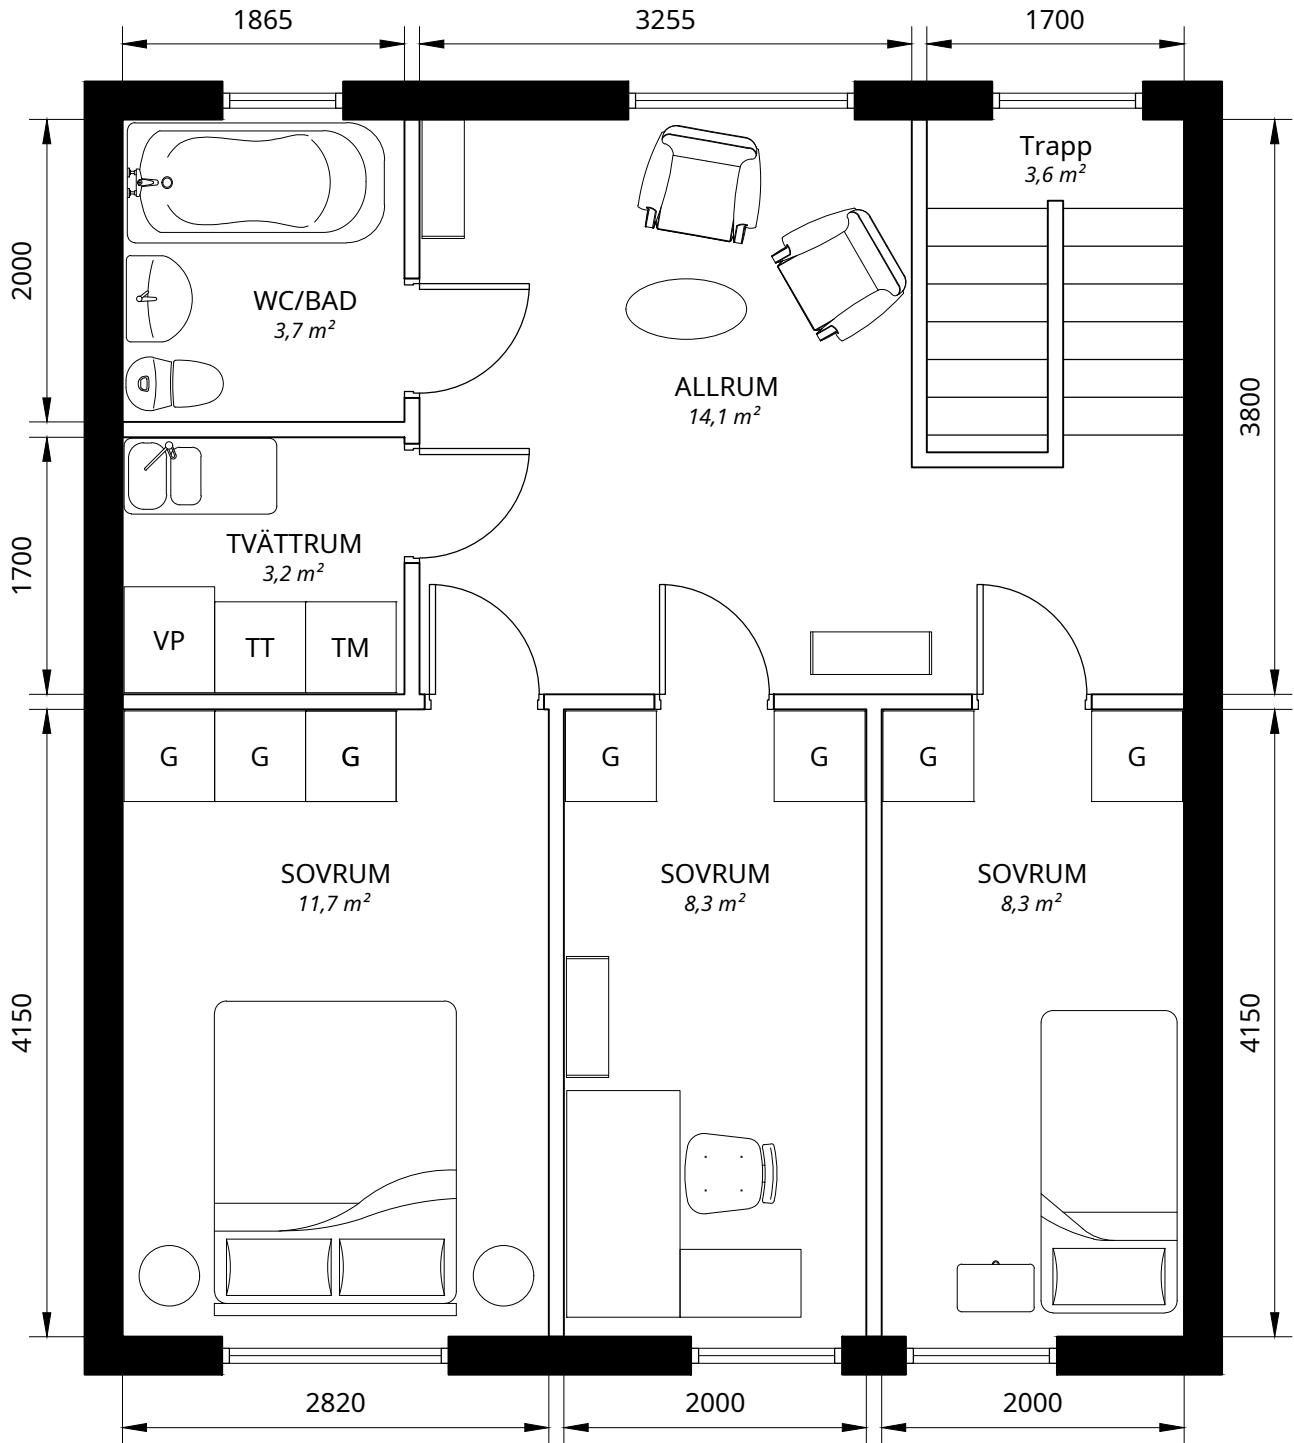 1865
3255
1700
Trapp
3,6 m²
2000
WC/BAD
3,7 m²
ALLRUM
14,1 m²
3800
1700
TVÄTTRUM
3,2 m²
VP
TT
TM
G
G
G
G
G
G
G
SOVRUM
11,7 m²
SOVRUM
8,3 m²
SOVRUM
8,3 m²
4150
4150
2820
2000
2000